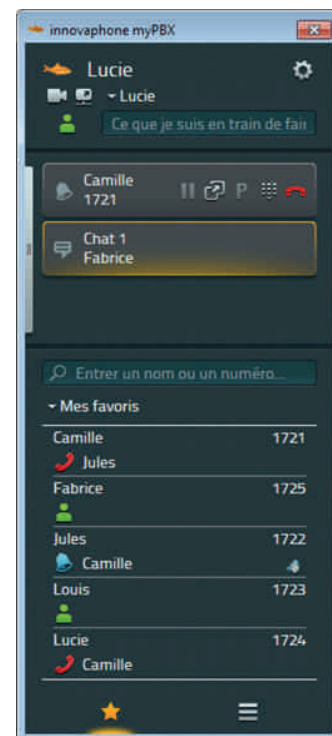 innovaphone myPBX
Lucie
Lucie
Ce que je suis en train de fair
Camille
1721
P
Chat 1
Fabrice
Entrer un nom ou un numéro...
Mes favoris
Camille 1721
Jules
Fabrice 1725
Jules 1722
Camille
Louis 1723
Lucie 1724
Camille